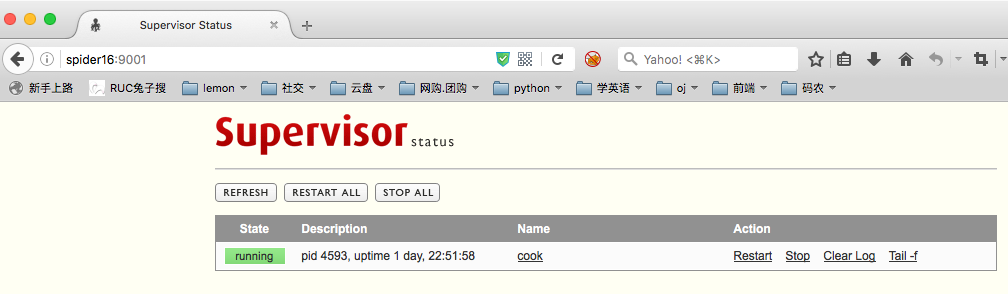 Supervisor Status
spider16:9001
Yahoo! <⌘K>
新手上路 RUC兔子搜 lemon 社交 云盘 网购.团购 python 学英语 oj 前端 码农
Supervisor status
REFRESH RESTART ALL STOP ALL
State Description Name Action
running pid 4593, uptime 1 day, 22:51:58 cook Restart Stop Clear Log Tail -f